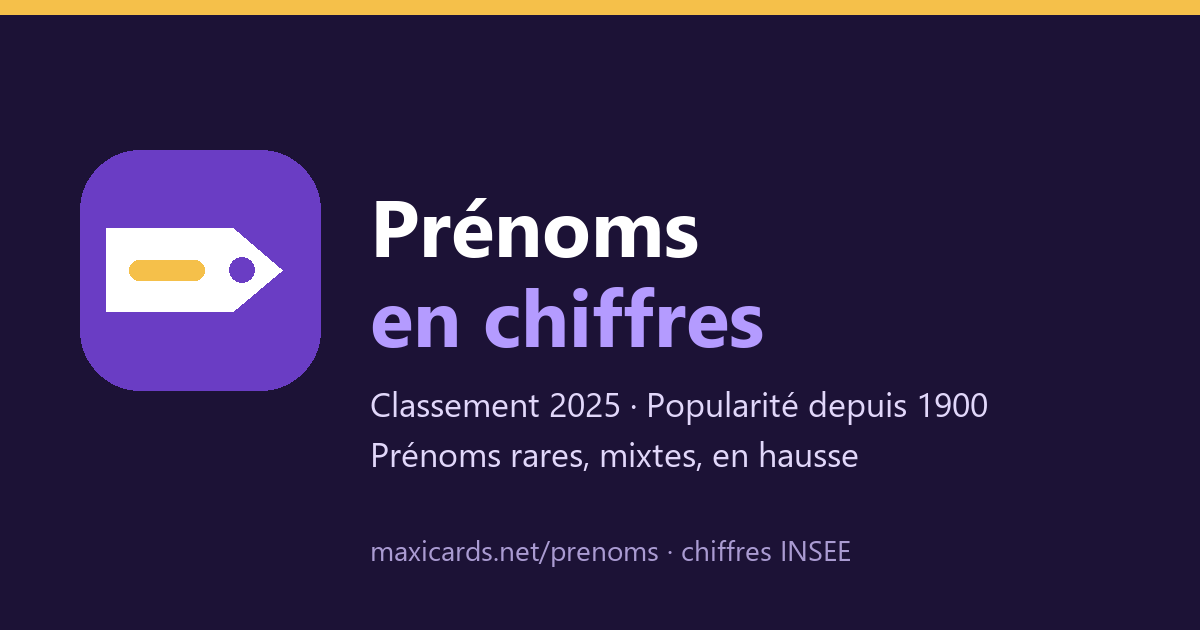 Prénoms
en chiffres
Classement 2025 · Popularité depuis 1900
Prénoms rares, mixtes, en hausse
maxicards.net/prenoms · chiffres INSEE